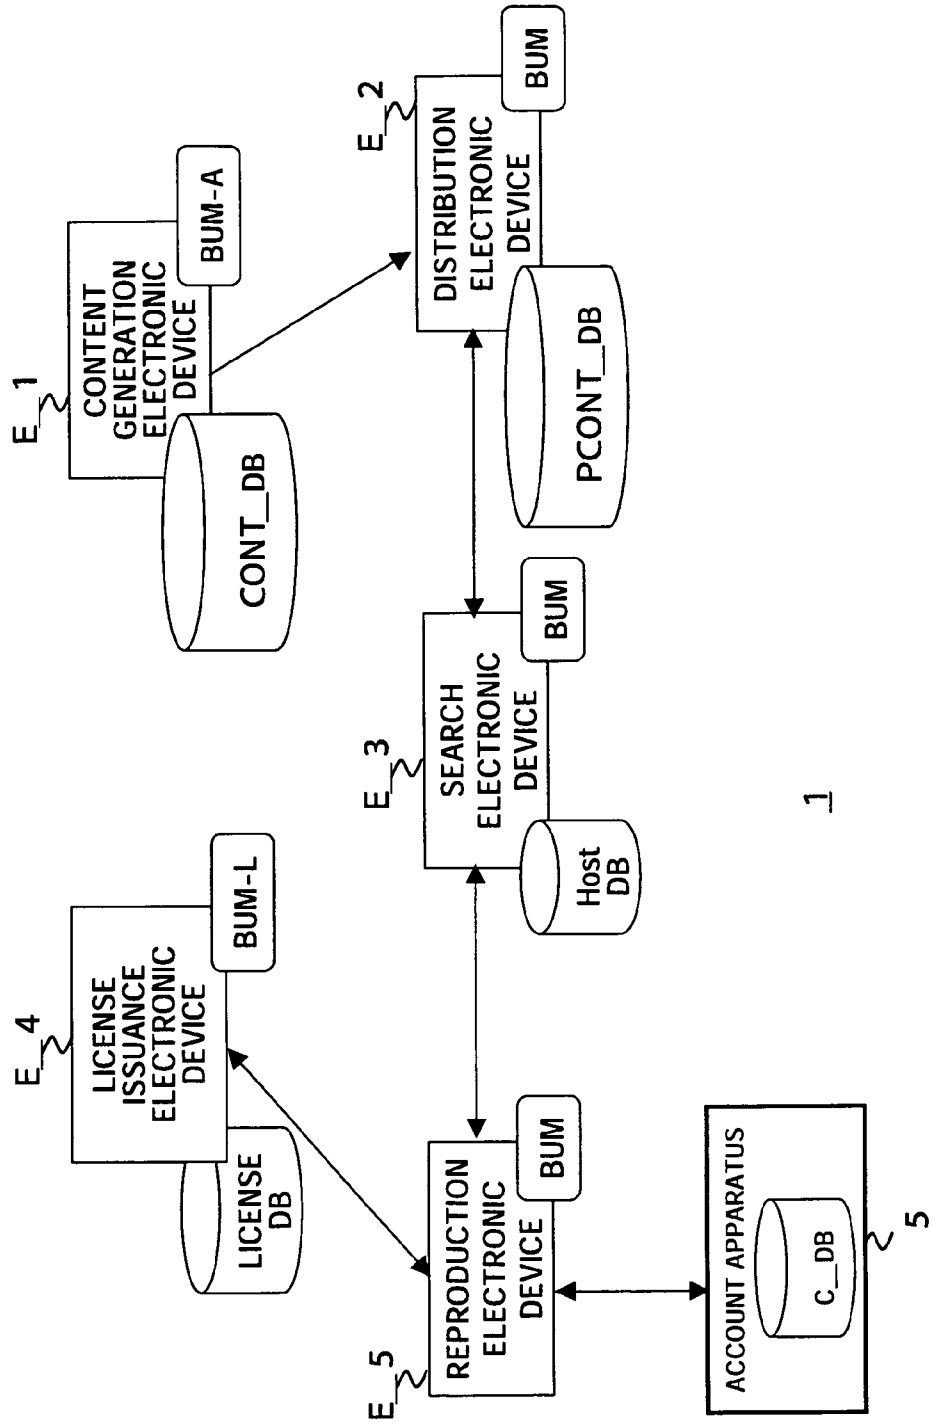 E_4
LICENSE
ISSUANCE
ELECTRONIC
DEVICE
BUM-L
LICENSE
DB
E_1
CONTENT
GENERATION
ELECTRONIC
DEVICE
BUM-A
CONT_DB
E_5
REPRODUCTION
ELECTRONIC
DEVICE
BUM
E_3
SEARCH
ELECTRONIC
DEVICE
BUM
Host
DB
E_2
DISTRIBUTION
ELECTRONIC
DEVICE
BUM
PCONT_DB
ACCOUNT APPARATUS
C_DB
5
1